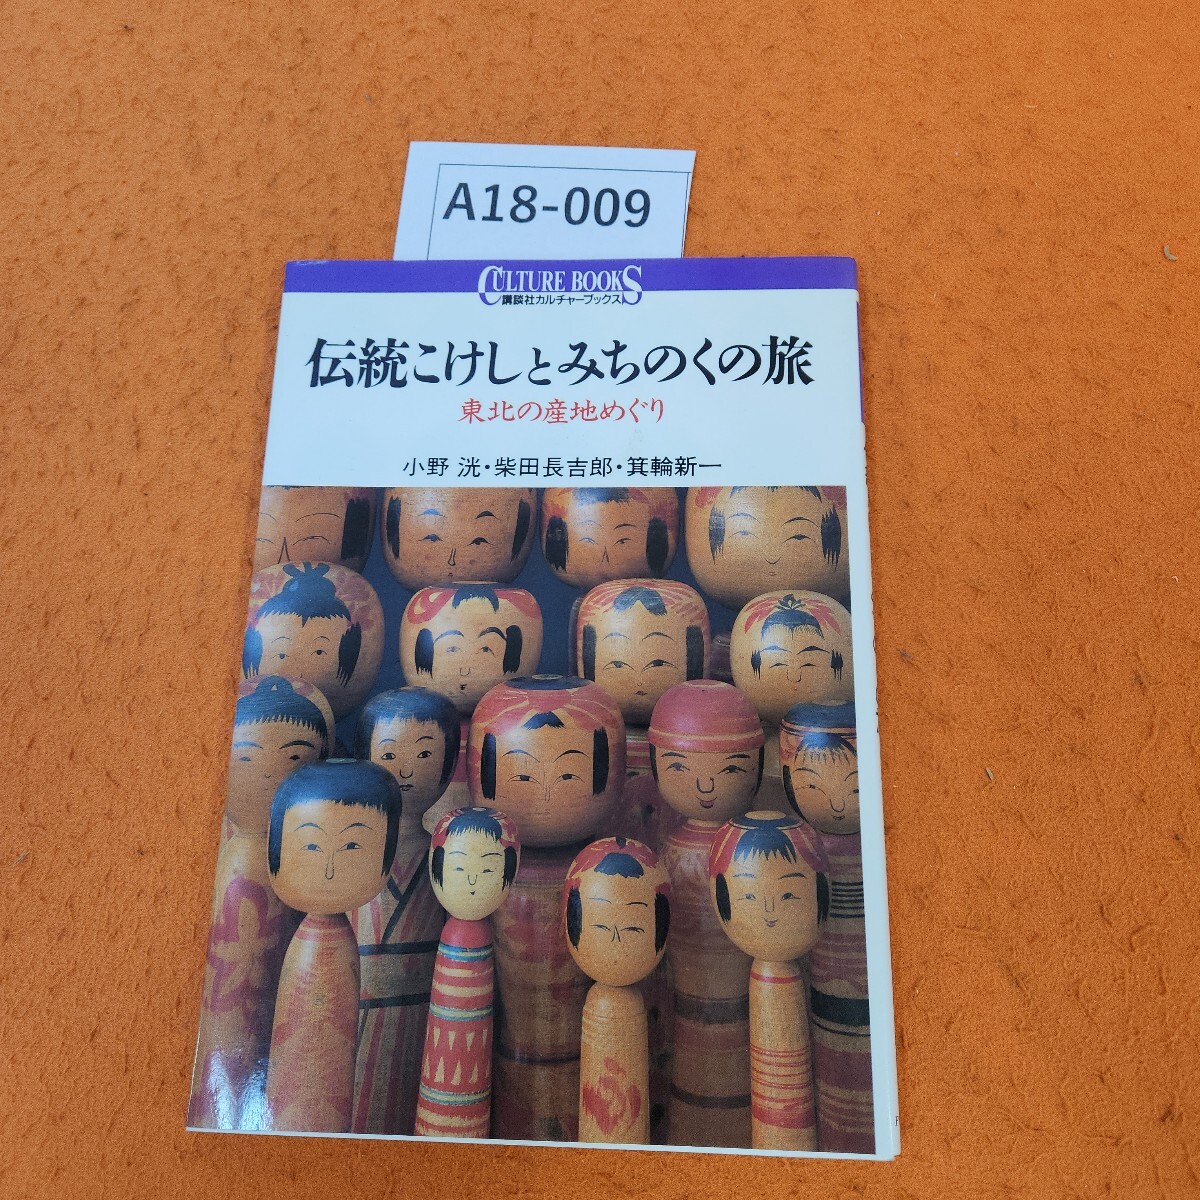 A18-009
CULTURE BOOKS
講談社カルチャーブックス
伝統こけしとみちのくの旅
東北の産地めぐり
小野 洸・柴田長吉郎・箕輪新一